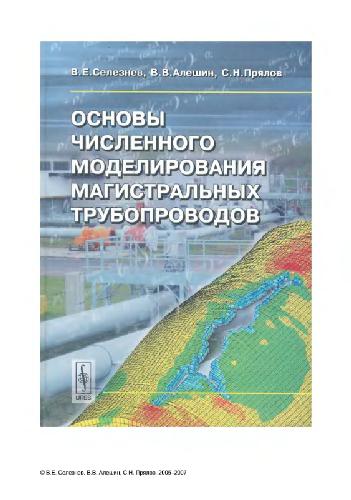 В.Е.Селезнев, В.В.Алешин, С.Н.Прялов
ОСНОВЫ
ЧИСЛЕННОГО
МОДЕЛИРОВАНИЯ
МАГИСТРАЛЬНЫХ
ТРУБОПРОВОДОВ
URSS
© В.Е. Селезнев, В.В. Алешин, С.Н. Прялов, 2005-2007